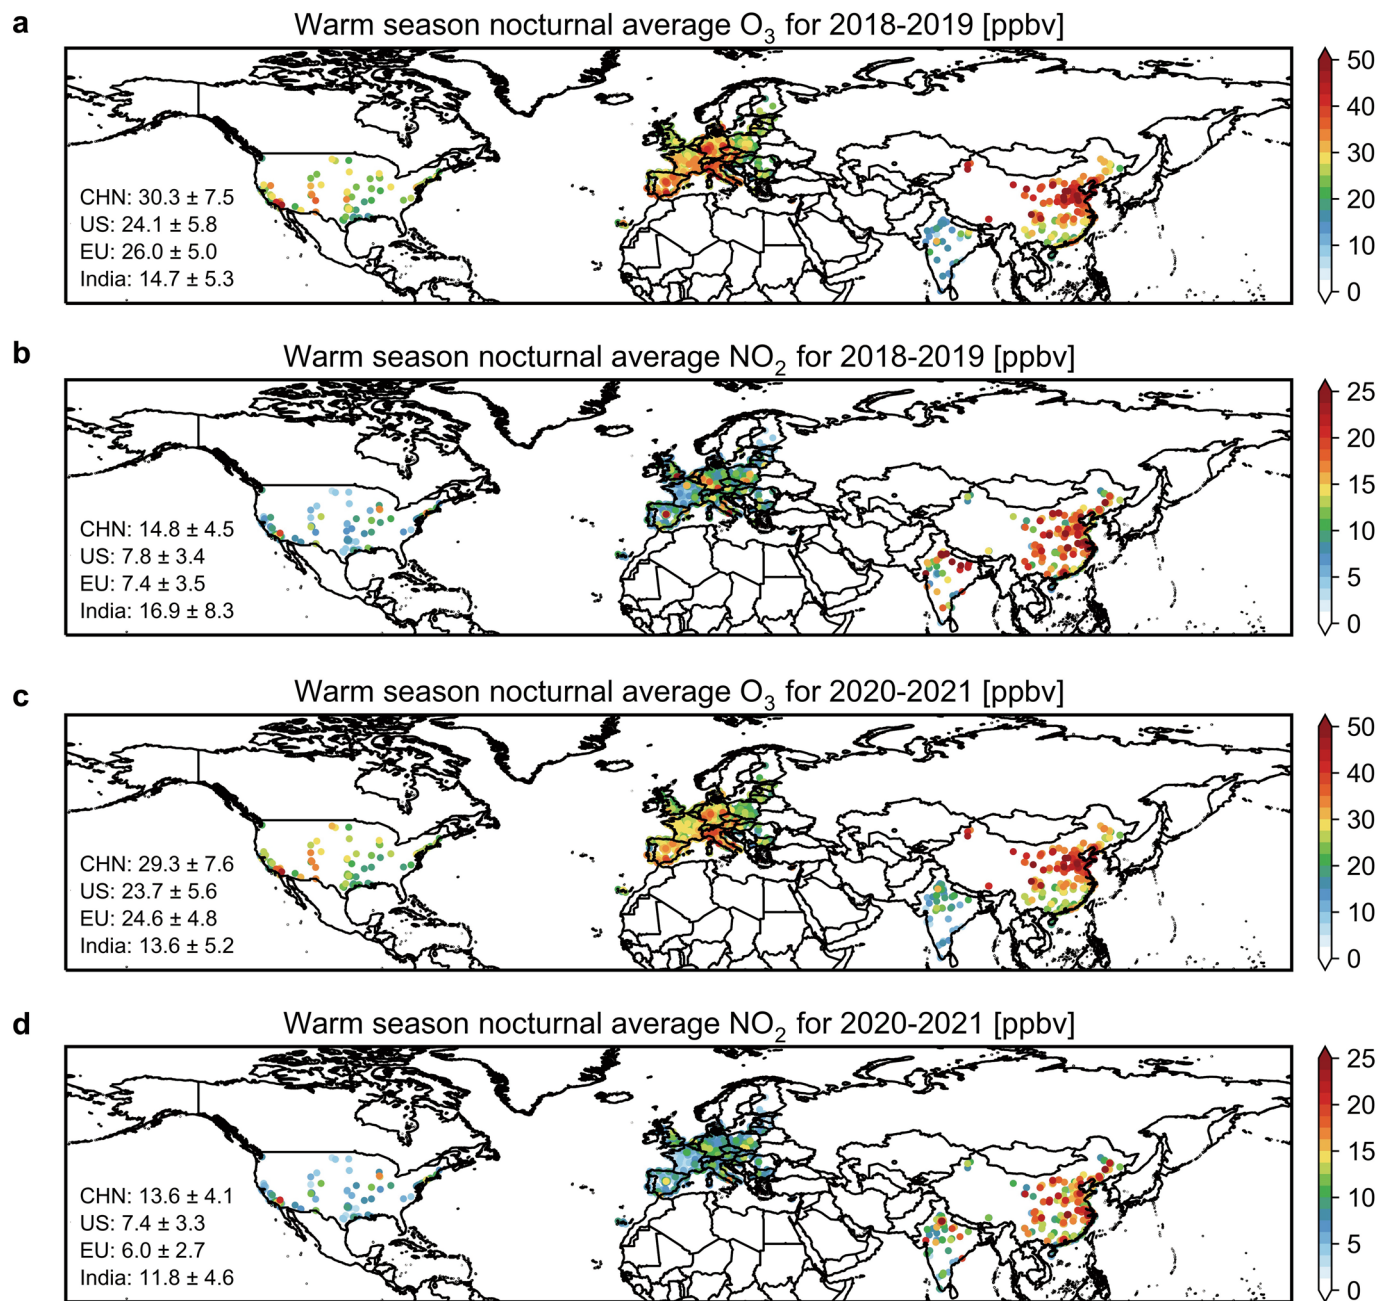 a
Warm season nocturnal average O₃ for 2018-2019 [ppbv]
CHN: 30.3 ± 7.5
US: 24.1 ± 5.8
EU: 26.0 ± 5.0
India: 14.7 ± 5.3
50
40
30
20
10
0
b
Warm season nocturnal average NO₂ for 2018-2019 [ppbv]
CHN: 14.8 ± 4.5
US: 7.8 ± 3.4
EU: 7.4 ± 3.5
India: 16.9 ± 8.3
25
20
15
10
5
0
c
Warm season nocturnal average O₃ for 2020-2021 [ppbv]
CHN: 29.3 ± 7.6
US: 23.7 ± 5.6
EU: 24.6 ± 4.8
India: 13.6 ± 5.2
50
40
30
20
10
0
d
Warm season nocturnal average NO₂ for 2020-2021 [ppbv]
CHN: 13.6 ± 4.1
US: 7.4 ± 3.3
EU: 6.0 ± 2.7
India: 11.8 ± 4.6
25
20
15
10
5
0